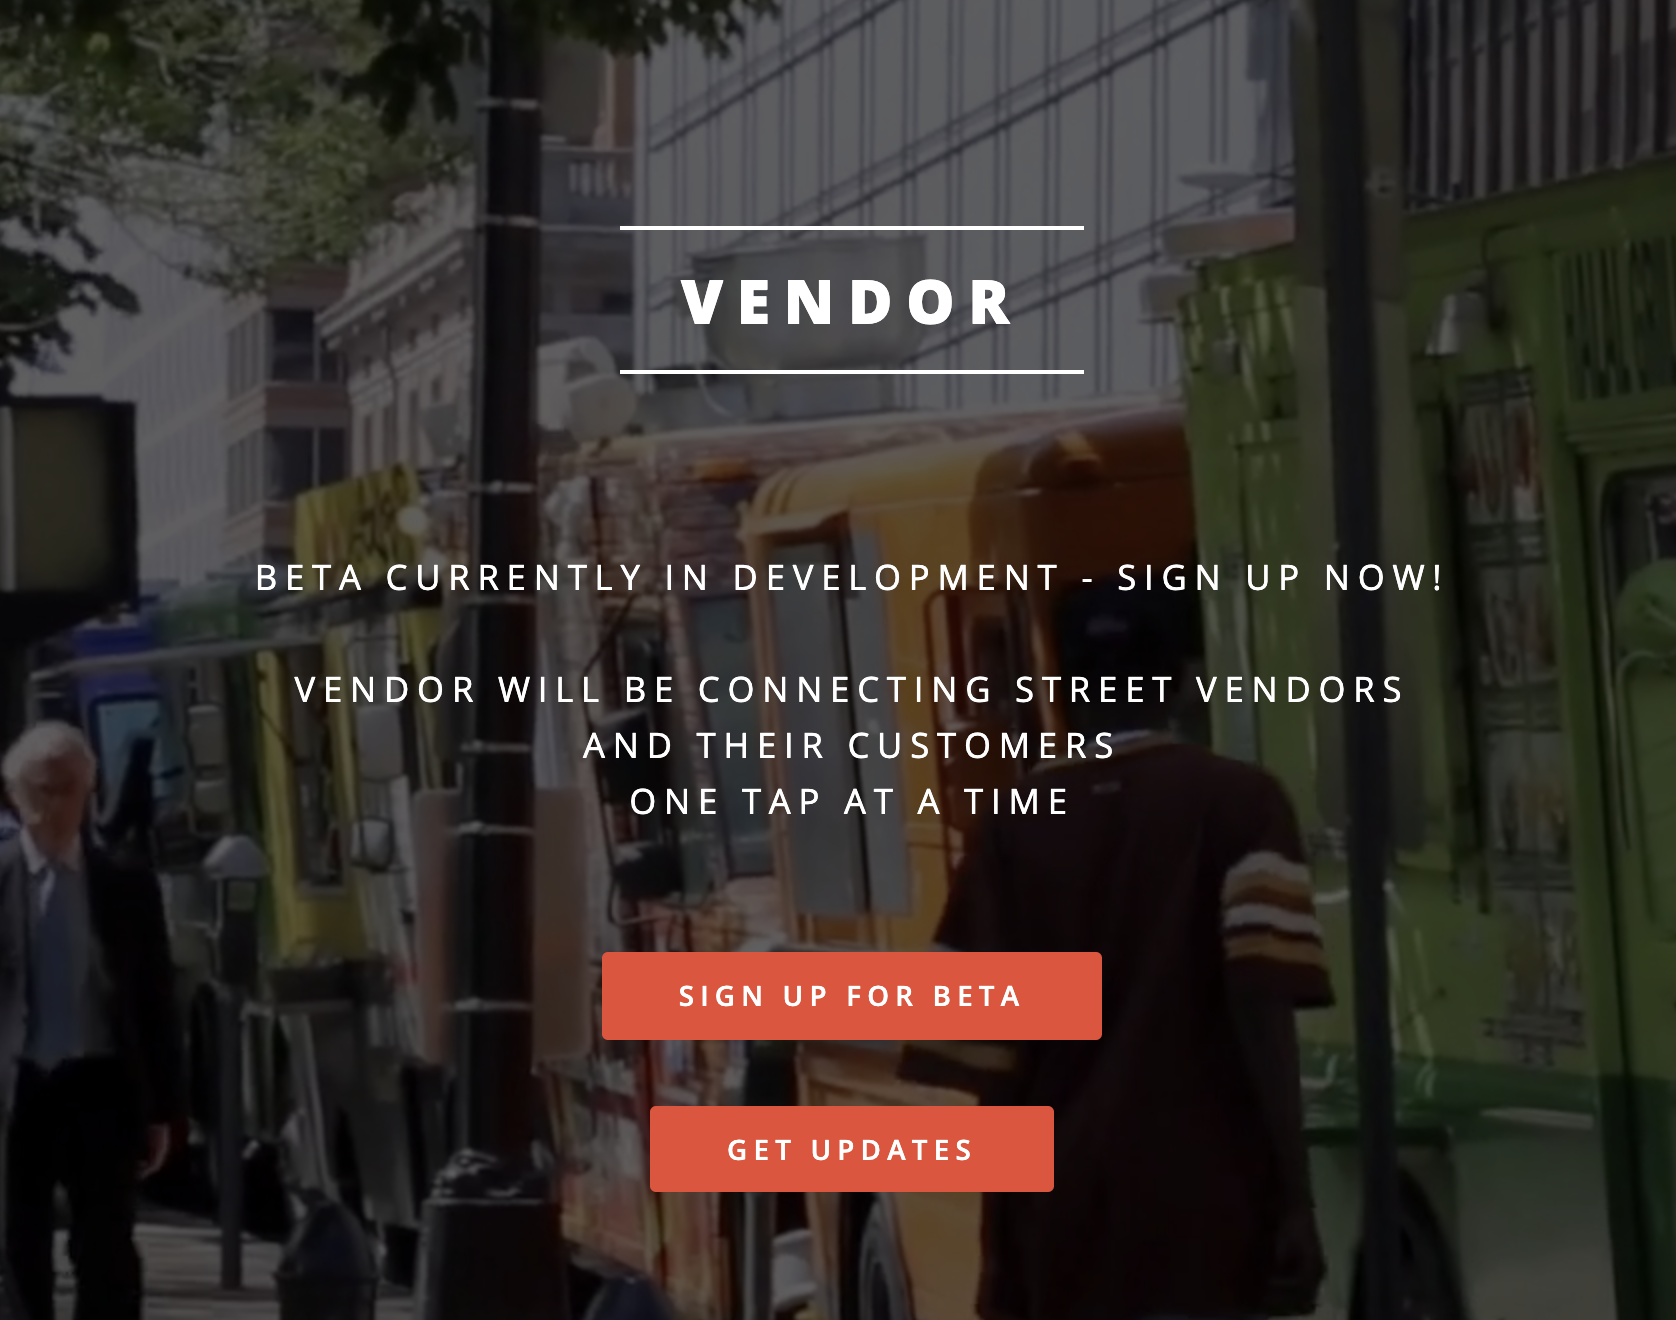 VENDOR
BETA CURRENTLY IN DEVELOPMENT - SIGN UP NOW!
VENDOR WILL BE CONNECTING STREET VENDORS
AND THEIR CUSTOMERS
ONE TAP AT A TIME
SIGN UP FOR BETA
GET UPDATES